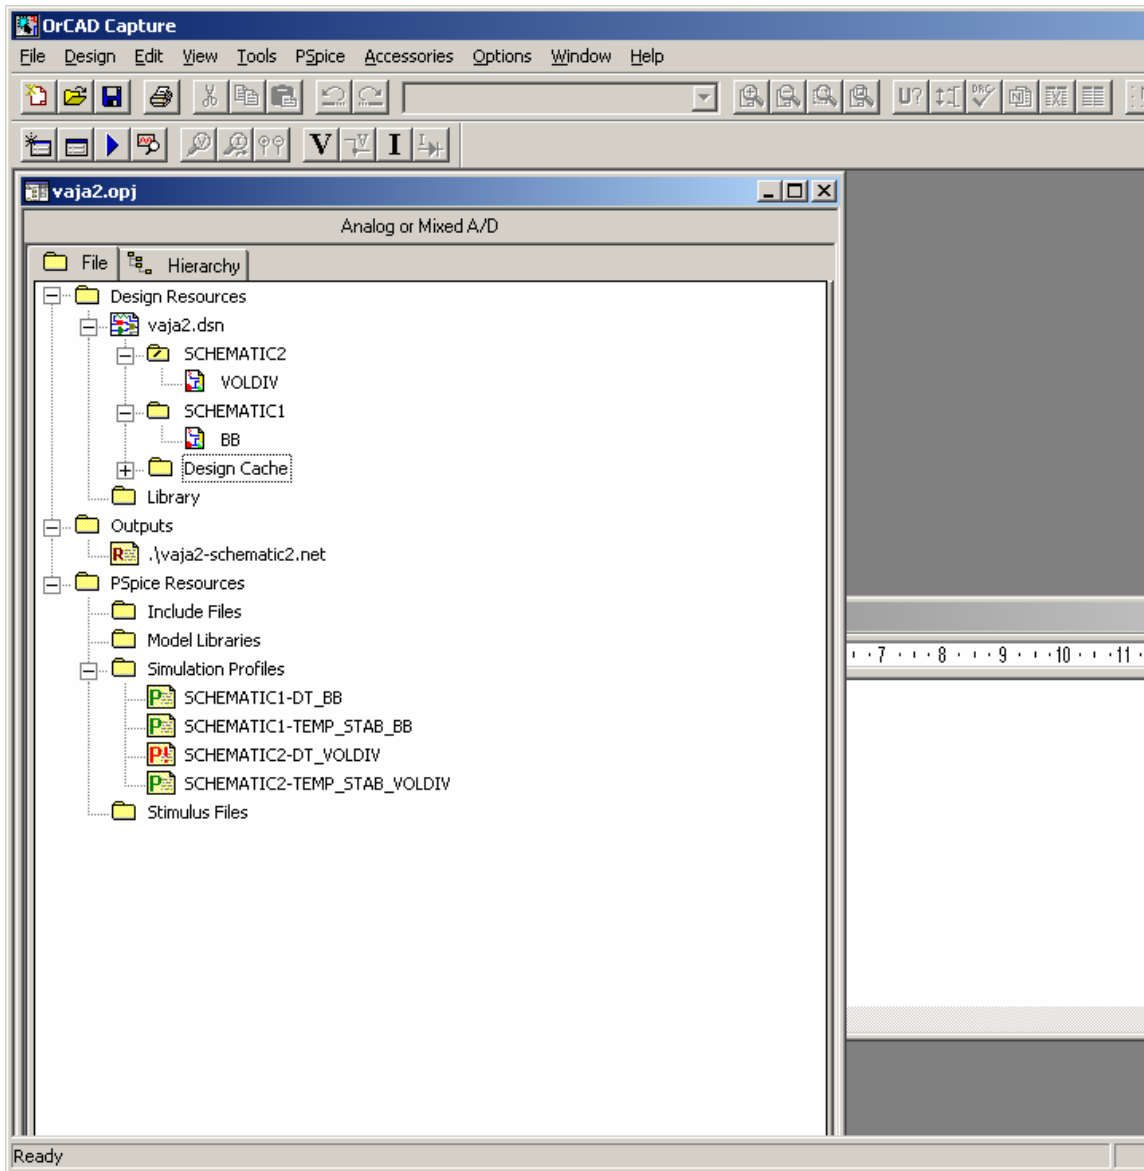 OrCAD Capture
File Design Edit View Tools PSpice Accessories Options Window Help
U? DRC N
V V I I
vaja2.opj
Analog or Mixed A/D
File Hierarchy
Design Resources
vaja2.dsn
SCHEMATIC2
VOLDIV
SCHEMATIC1
BB
Design Cache
Library
Outputs
R .\vaja2-schematic2.net
PSpice Resources
Include Files
Model Libraries
7 8 9 10 11
Simulation Profiles
P SCHEMATIC1-DT_BB
P SCHEMATIC1-TEMP_STAB_BB
P! SCHEMATIC2-DT_VOLDIV
P SCHEMATIC2-TEMP_STAB_VOLDIV
Stimulus Files
Ready